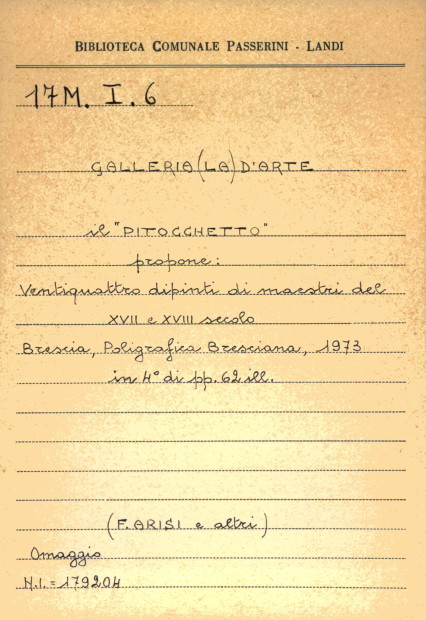 BIBLIOTECA COMUNALE PASSERINI - LANDI
17M. I. 6
GALLERIA (LA) D'ARTE
il "PITOCCHETTO"
propone:
Ventiquattro dipinti di maestri del
XVII e XVIII secolo
Brescia, Poligrafica Bresciana, 1973
in 4° di pp. 62 ill.
(F. ARISI e altri)
Omaggio
N.I. = 179204